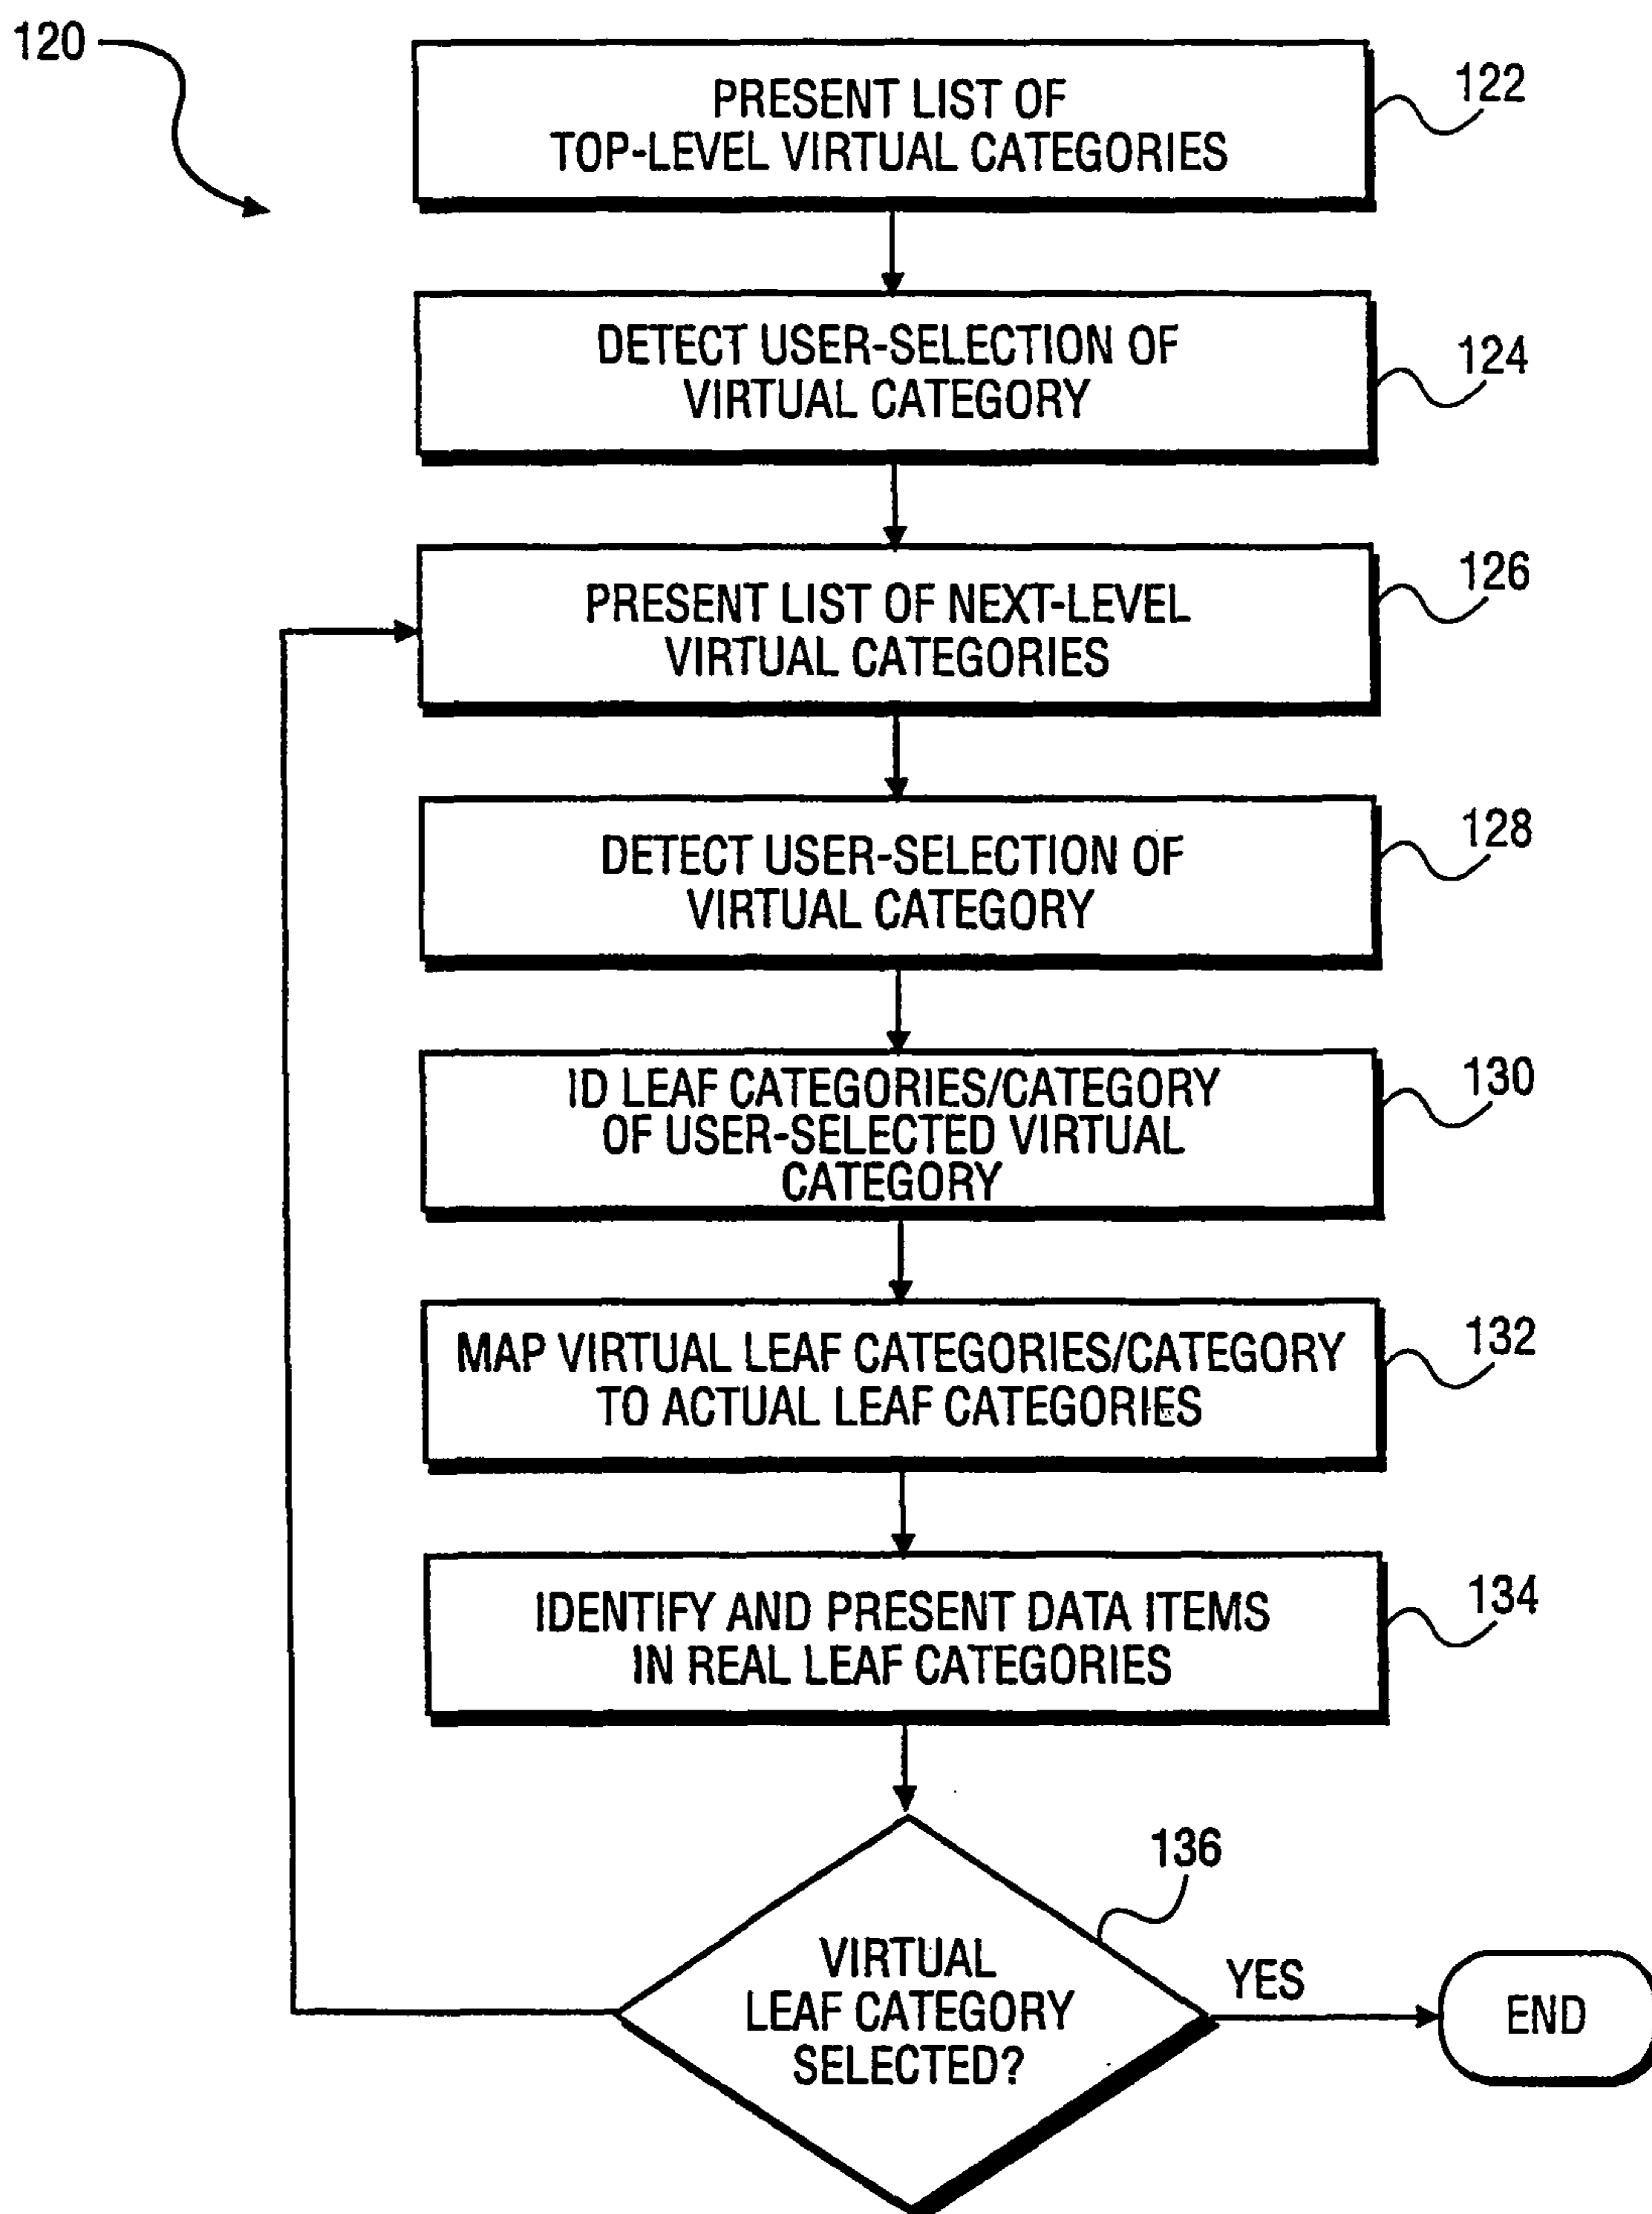 120
PRESENT LIST OF
TOP-LEVEL VIRTUAL CATEGORIES
122
DETECT USER-SELECTION OF
VIRTUAL CATEGORY
124
PRESENT LIST OF NEXT-LEVEL
VIRTUAL CATEGORIES
126
DETECT USER-SELECTION OF
VIRTUAL CATEGORY
128
ID LEAF CATEGORIES/CATEGORY
OF USER-SELECTED VIRTUAL
CATEGORY
130
MAP VIRTUAL LEAF CATEGORIES/CATEGORY
TO ACTUAL LEAF CATEGORIES
132
IDENTIFY AND PRESENT DATA ITEMS
IN REAL LEAF CATEGORIES
134
136
VIRTUAL
LEAF CATEGORY
SELECTED?
YES
END